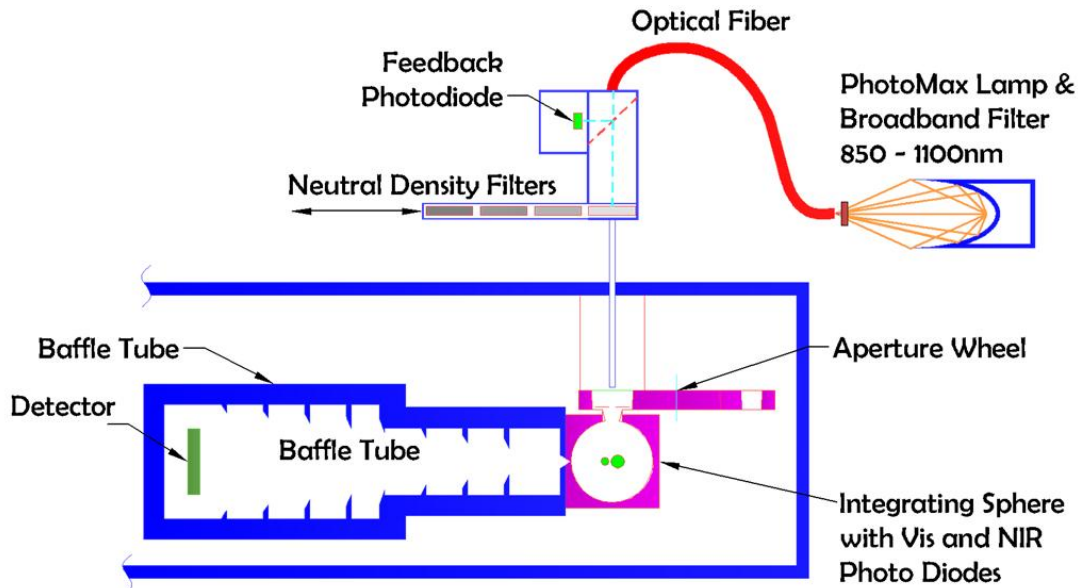 Optical Fiber
Feedback
Photodiode
PhotoMax Lamp &
Broadband Filter
850 - 1100nm
Neutral Density Filters
Baffle Tube
Aperture Wheel
Detector
Baffle Tube
Integrating Sphere
with Vis and NIR
Photo Diodes